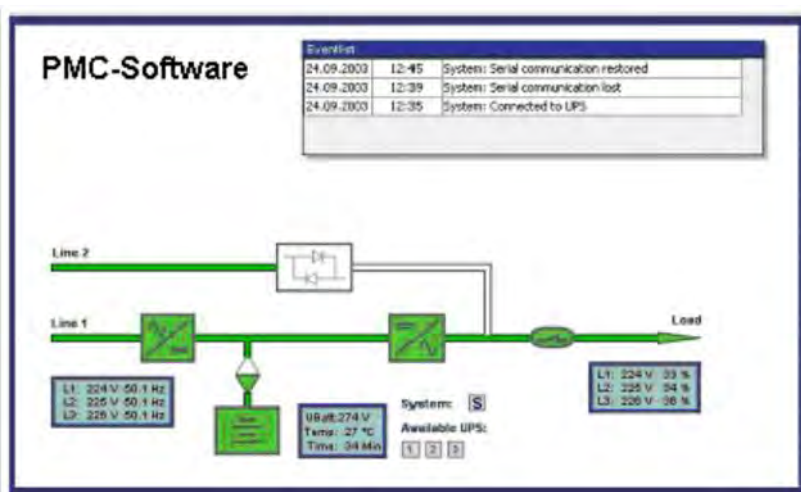 PMC-Software
Eventlist
24.09.2003 12:45 System: Serial communication restored
24.09.2003 12:39 System: Serial communication lost
24.09.2003 12:35 System: Connected to UPS
Line 2
Line 1
Load
L1: 224 V 50.1 Hz
L2: 225 V 50.1 Hz
L3: 226 V 50.1 Hz
UBatt: 274 V
Temp: 27 °C
Time: 34 Min
System: S
Available UPS:
1 2 3
L1: 224 V 33 %
L2: 225 V 34 %
L3: 226 V 36 %